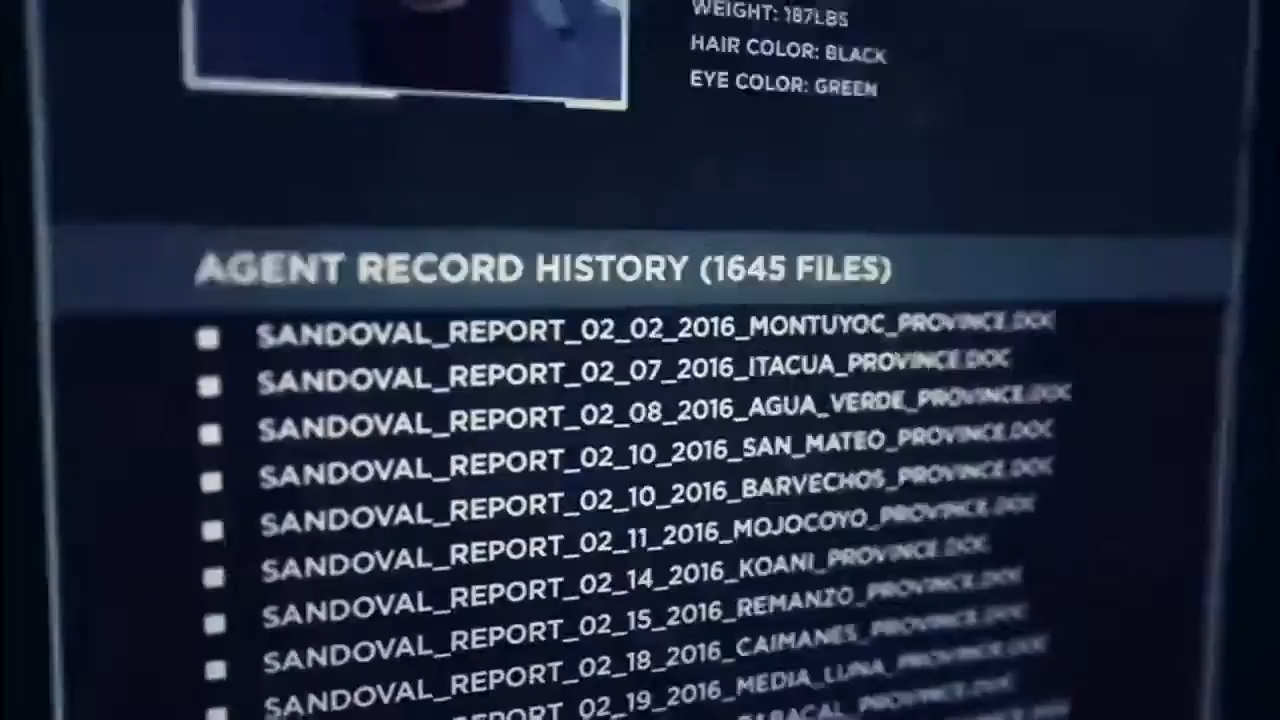 WEIGHT: 187LBS
HAIR COLOR: BLACK
EYE COLOR: GREEN
AGENT RECORD HISTORY (1645 FILES)
SANDOVAL_REPORT_02_02_2016_MONTUYOC_PROVINCE.DOC
SANDOVAL_REPORT_02_07_2016_ITACUA_PROVINCE.DOC
SANDOVAL_REPORT_02_08_2016_AGUA_VERDE_PROVINCE.DOC
SANDOVAL_REPORT_02_10_2016_SAN_MATEO_PROVINCE.DOC
SANDOVAL_REPORT_02_10_2016_BARVECHOS_PROVINCE.DOC
SANDOVAL_REPORT_02_11_2016_MOJOCOYO_PROVINCE.DOC
SANDOVAL_REPORT_02_14_2016_KOANI_PROVINCE.DOC
SANDOVAL_REPORT_02_15_2016_REMANZO_PROVINCE.DOC
SANDOVAL_REPORT_02_18_2016_CAIMANES_PROVINCE.DOC
REPORT_02_19_2016_MEDIA_LUNA_PROVINCE.DOC